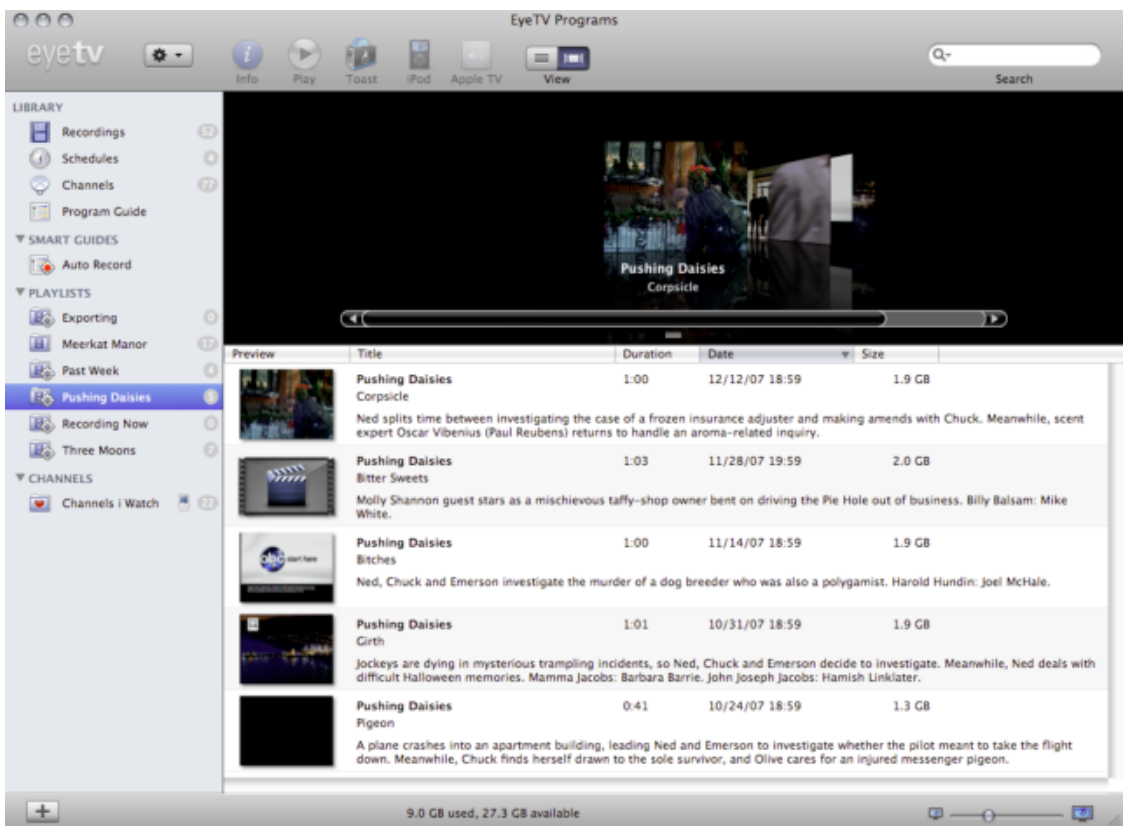 EyeTV Programs
eyetv
Info Play Toast iPod Apple TV View Search
LIBRARY
Recordings 52
Schedules 4
Channels 77
Program Guide
SMART GUIDES
Auto Record
PLAYLISTS
Exporting 0
Meerkat Manor 17
Past Week 4
Pushing Daisies 5
Recording Now 0
Three Moons 7
CHANNELS
Channels i Watch 22
Pushing Daisies
Corpsicle
Preview Title Duration Date Size
Pushing Daisies 1:00 12/12/07 18:59 1.9 GB
Corpsicle
Ned splits time between investigating the case of a frozen insurance adjuster and making amends with Chuck. Meanwhile, scent
expert Oscar Vibenius (Paul Reubens) returns to handle an aroma-related inquiry.
Pushing Daisies 1:03 11/28/07 19:59 2.0 GB
Bitter Sweets
Molly Shannon guest stars as a mischievous taffy-shop owner bent on driving the Pie Hole out of business. Billy Balsam: Mike
White.
abc start here
Pushing Daisies 1:00 11/14/07 18:59 1.9 GB
Bitches
Ned, Chuck and Emerson investigate the murder of a dog breeder who was also a polygamist. Harold Hundin: Joel McHale.
Pushing Daisies 1:01 10/31/07 18:59 1.9 GB
Girth
Jockeys are dying in mysterious trampling incidents, so Ned, Chuck and Emerson decide to investigate. Meanwhile, Ned deals with
difficult Halloween memories. Mamma Jacobs: Barbara Barrie. John Joseph Jacobs: Hamish Linklater.
Pushing Daisies 0:41 10/24/07 18:59 1.3 GB
Pigeon
A plane crashes into an apartment building, leading Ned and Emerson to investigate whether the pilot meant to take the flight
down. Meanwhile, Chuck finds herself drawn to the sole survivor, and Olive cares for an injured messenger pigeon.
9.0 GB used, 27.3 GB available